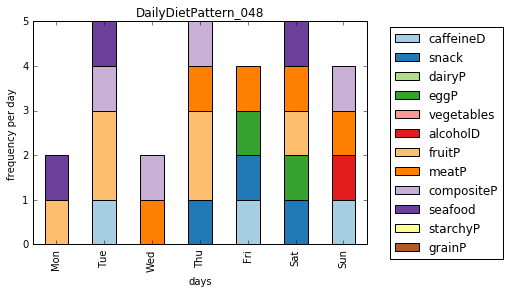 DailyDietPattern_048
frequency per day
5
4
3
2
1
0
Mon
Tue
Wed
Thu
Fri
Sat
Sun
days
caffeineD
snack
dairyP
eggP
vegetables
alcoholD
fruitP
meatP
compositeP
seafood
starchyP
grainP